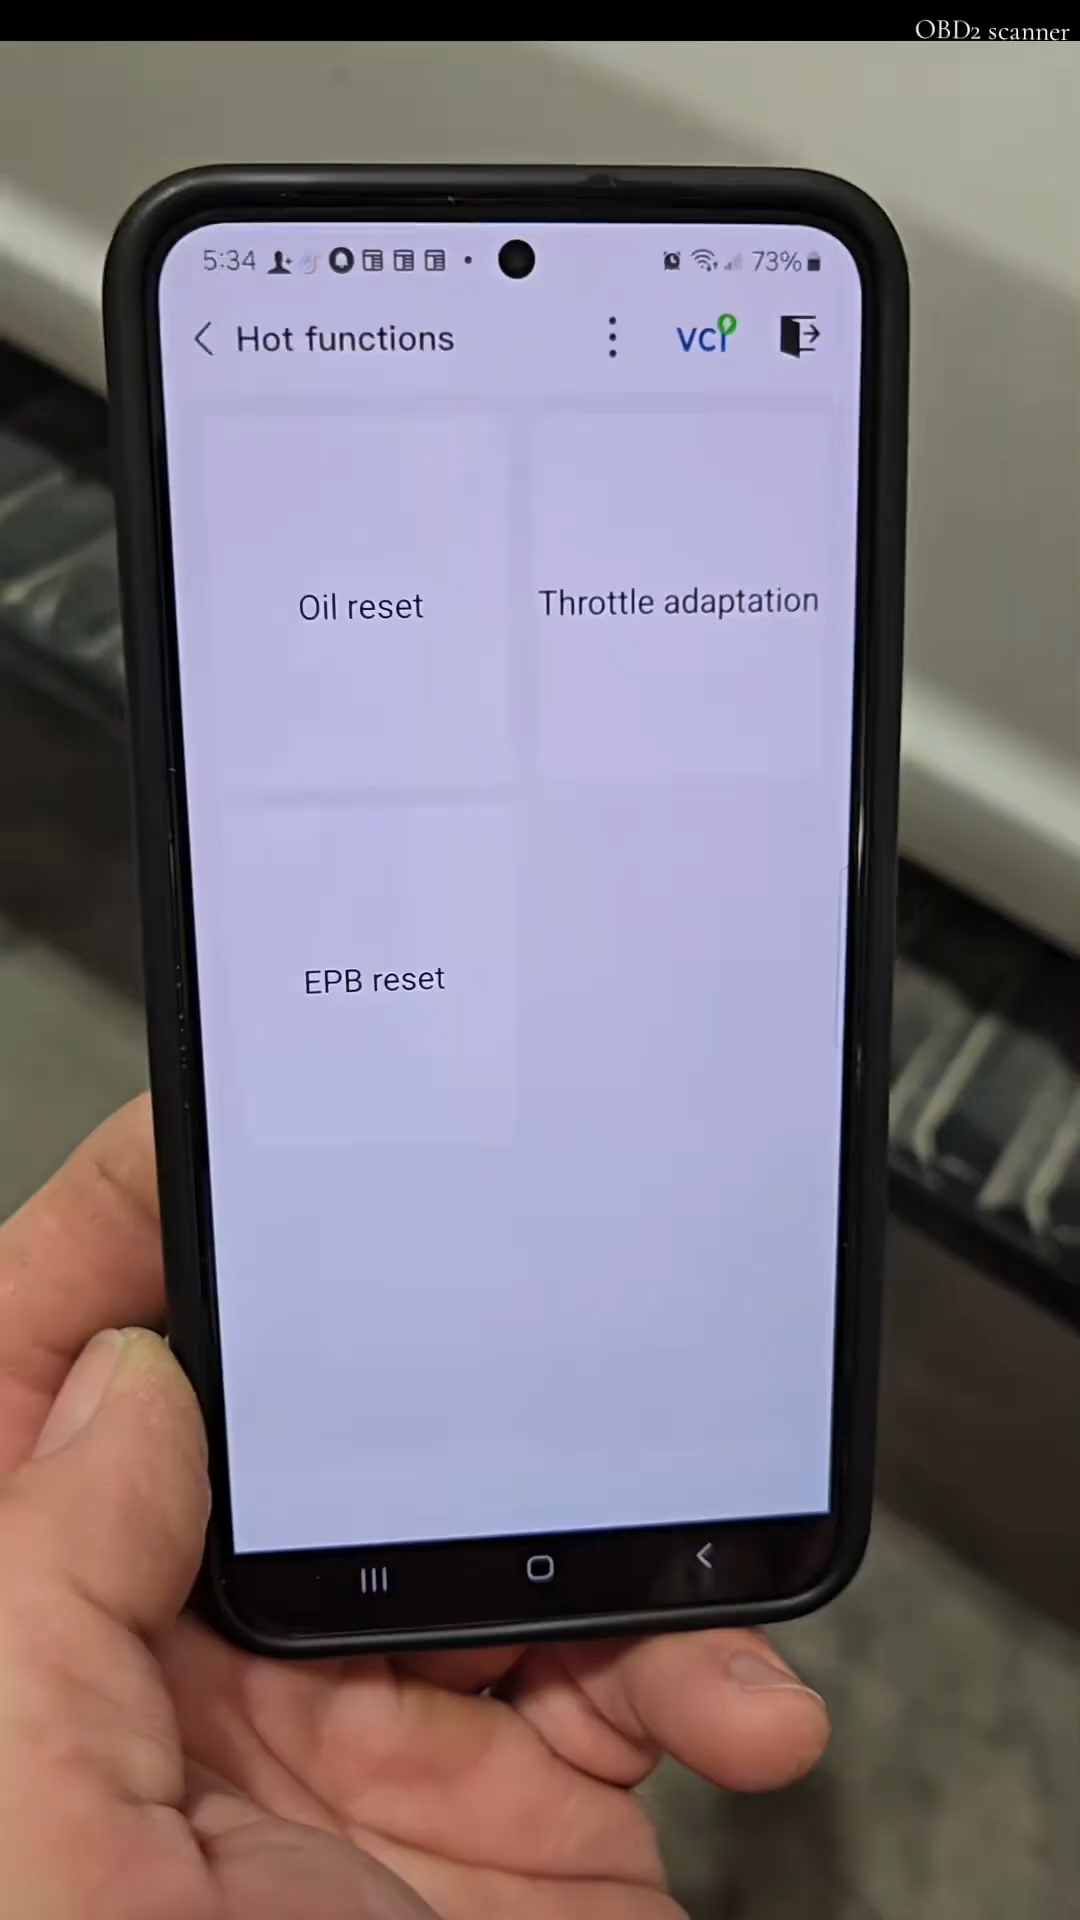 OBD2 scanner
5:34 73%
Hot functions vci
Oil reset Throttle adaptation
EPB reset